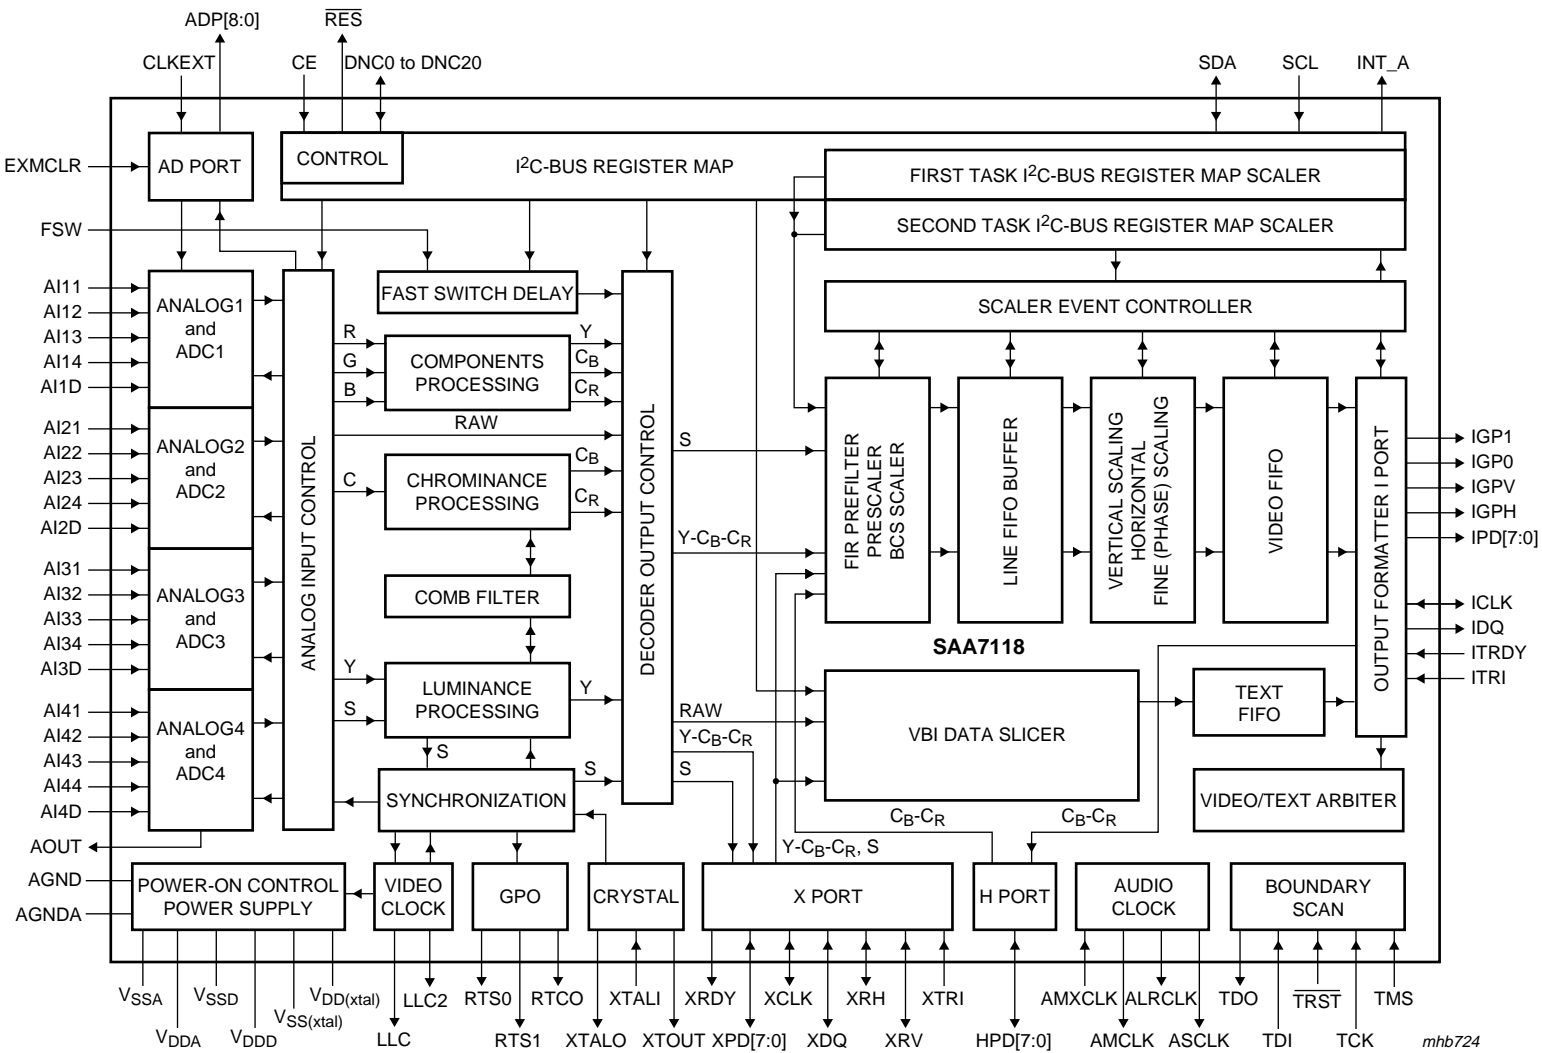 ADP[8:0]
RES
CLKEXT
CE
DNC0 to DNC20
SDA
SCL
INT_A
EXMCLR
AD PORT
CONTROL
I2C-BUS REGISTER MAP
FIRST TASK I2C-BUS REGISTER MAP SCALER
SECOND TASK I2C-BUS REGISTER MAP SCALER
FSW
AI11
AI12
AI13
AI14
AI1D
ANALOG1
and
ADC1
AI21
AI22
AI23
AI24
AI2D
ANALOG2
and
ADC2
AI31
AI32
AI33
AI34
AI3D
ANALOG3
and
ADC3
AI41
AI42
AI43
AI44
AI4D
ANALOG4
and
ADC4
AOUT
AGND
AGNDA
ANALOG INPUT CONTROL
FAST SWITCH DELAY
R
G
B
COMPONENTS
PROCESSING
Y
CB
CR
RAW
C
CHROMINANCE
PROCESSING
CB
CR
COMB FILTER
Y
S
LUMINANCE
PROCESSING
Y
S
SYNCHRONIZATION
S
DECODER OUTPUT CONTROL
S
Y-CB-CR
RAW
Y-CB-CR
S
SCALER EVENT CONTROLLER
FIR PREFILTER
PRESCALER
BCS SCALER
LINE FIFO BUFFER
VERTICAL SCALING
HORIZONTAL
FINE (PHASE) SCALING
VIDEO FIFO
OUTPUT FORMATTER I PORT
IGP1
IGP0
IGPV
IGPH
IPD[7:0]
ICLK
IDQ
ITRDY
ITRI
SAA7118
VBI DATA SLICER
TEXT
FIFO
VIDEO/TEXT ARBITER
CB-CR
CB-CR
Y-CB-CR, S
POWER-ON CONTROL
POWER SUPPLY
VIDEO
CLOCK
GPO
CRYSTAL
X PORT
H PORT
AUDIO
CLOCK
BOUNDARY
SCAN
VSSA
VSSD
VDD(xtal)
LLC2
RTS0
RTCO
XTALI
XRDY
XCLK
XRH
XTRI
AMXCLK
ALRCLK
TDO
TRST
TMS
VDDA
VDDD
VSS(xtal)
LLC
RTS1
XTALO
XTOUT
XPD[7:0]
XDQ
XRV
HPD[7:0]
AMCLK
ASCLK
TDI
TCK
mhb724